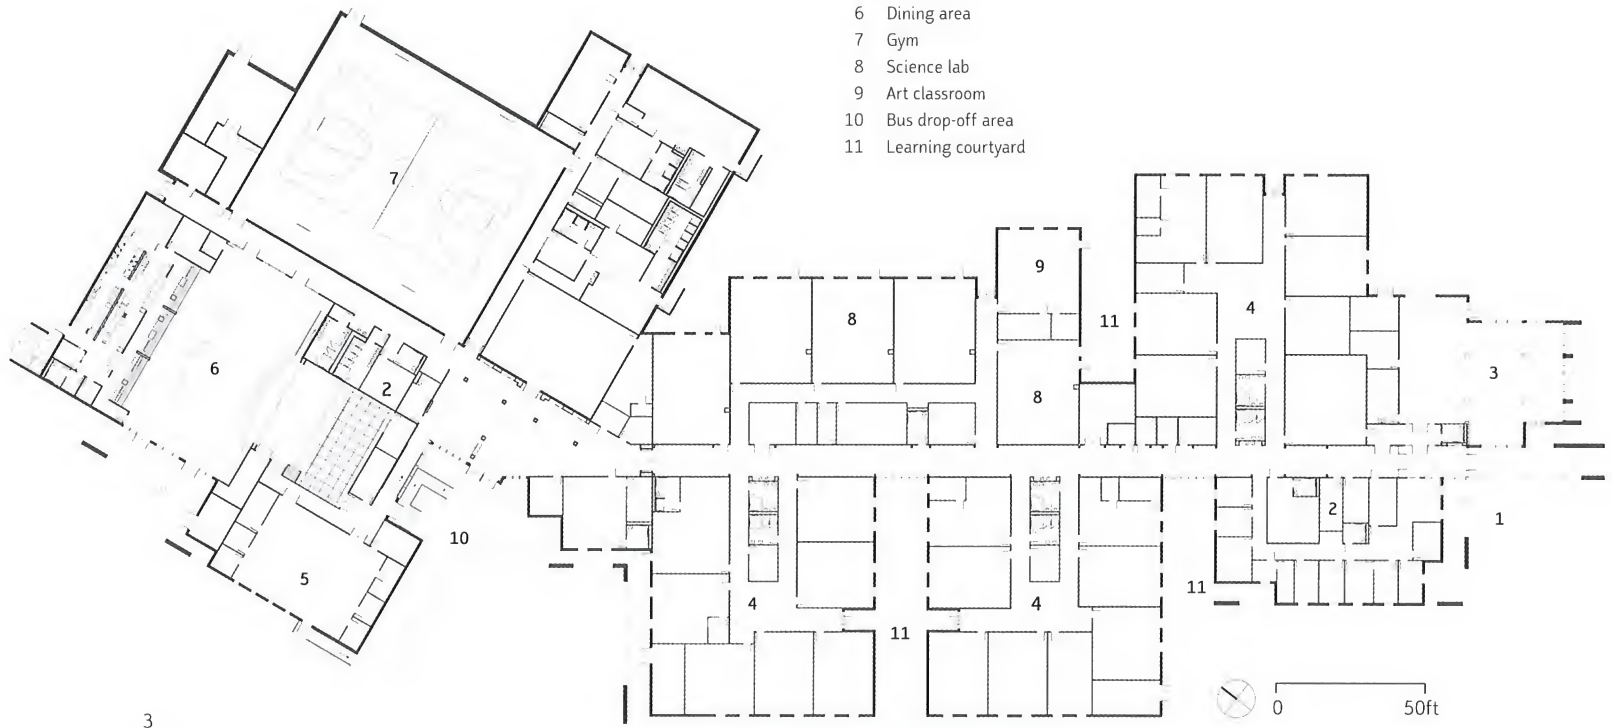 6 Dining area
7 Gym
8 Science lab
9 Art classroom
10 Bus drop-off area
11 Learning courtyard
7
9
4
11
8
6
3
2
8
2
1
10
5
11
4
4
11
0 50ft
3